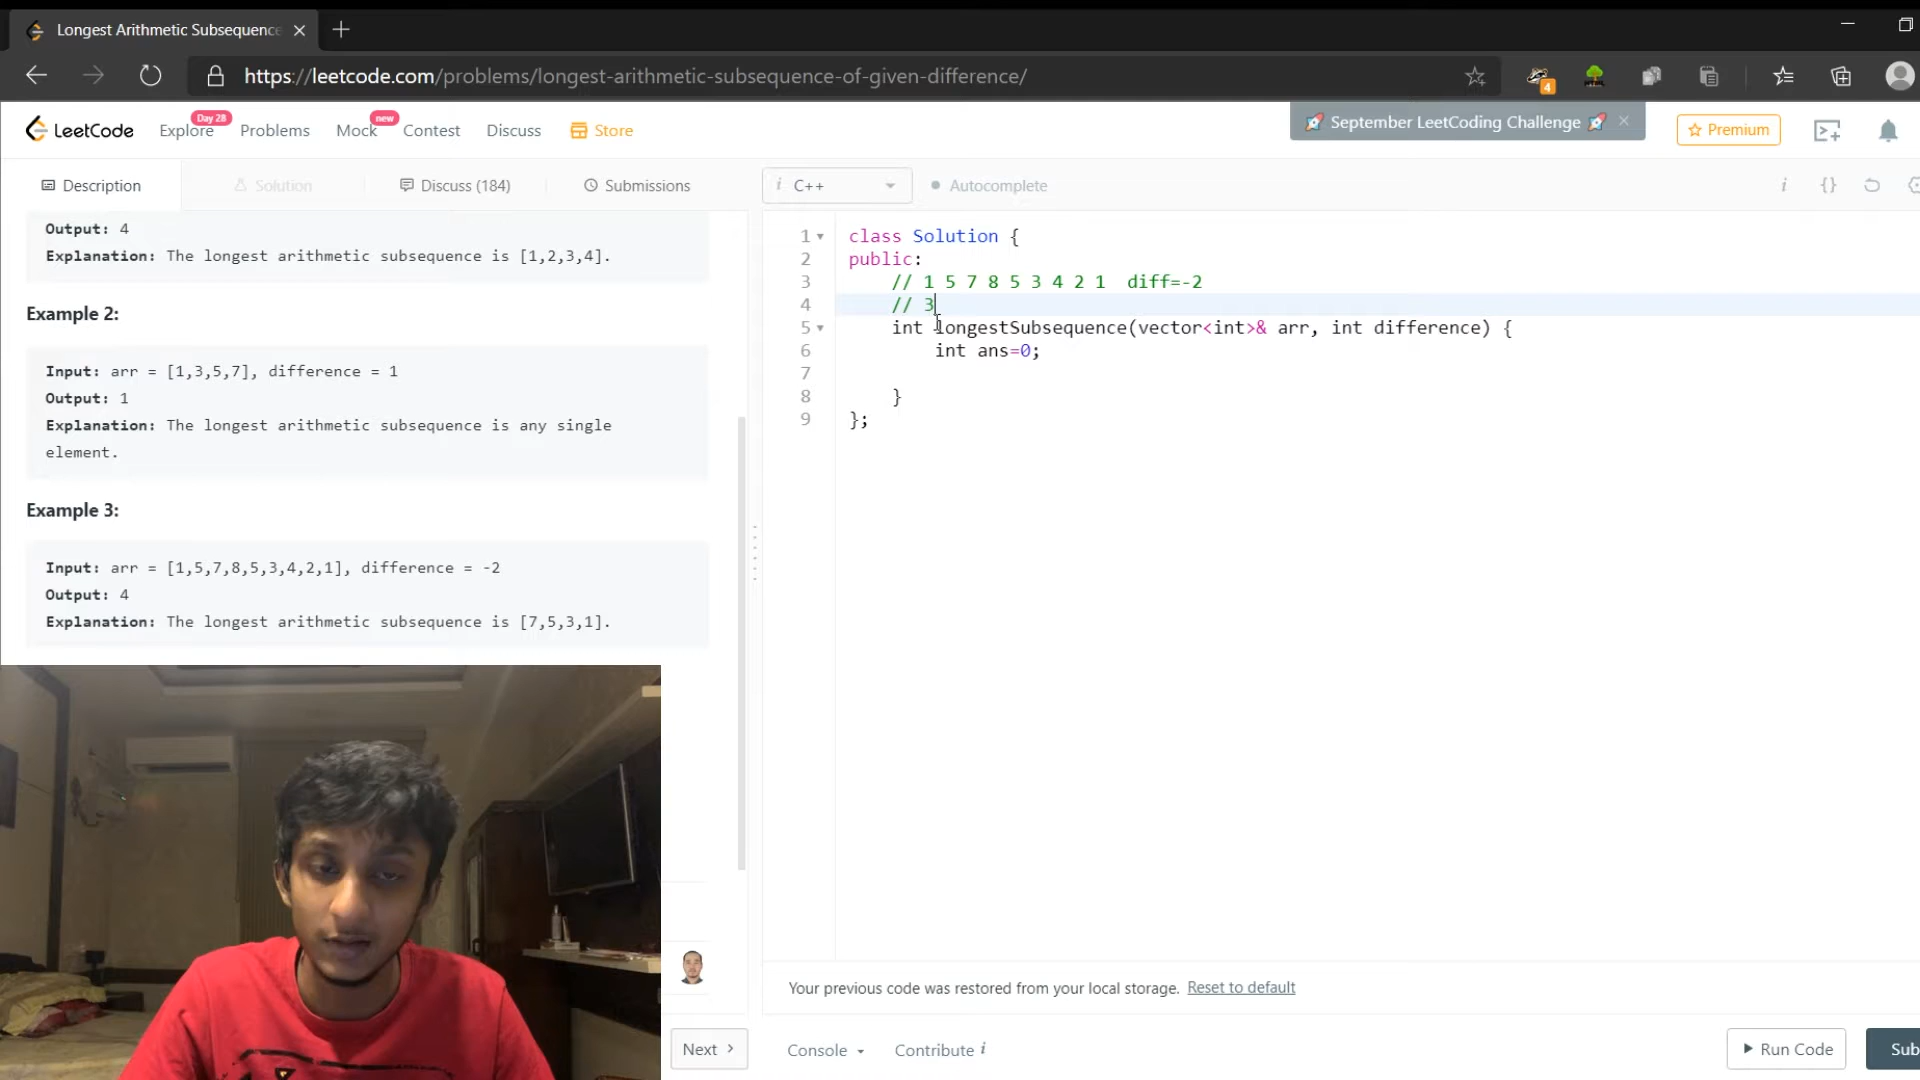 Longest Arithmetic Subsequence
https://leetcode.com/problems/longest-arithmetic-subsequence-of-given-difference/
4
LeetCode
Explore
Day 28
Problems
Mock
new
Contest
Discuss
Store
September LeetCoding Challenge
Premium
Description
Solution
Discuss (184)
Submissions
i C++
Autocomplete
i {}
Output: 4
Explanation: The longest arithmetic subsequence is [1,2,3,4].
Example 2:
Input: arr = [1,3,5,7], difference = 1
Output: 1
Explanation: The longest arithmetic subsequence is any single
element.
Example 3:
Input: arr = [1,5,7,8,5,3,4,2,1], difference = -2
Output: 4
Explanation: The longest arithmetic subsequence is [7,5,3,1].
1 class Solution {
2 public:
3 // 1 5 7 8 5 3 4 2 1 diff=-2
4 // 3
5 int longestSubsequence(vector<int>& arr, int difference) {
6 int ans=0;
7
8 }
9 };
Your previous code was restored from your local storage. Reset to default
Next >
Console
Contribute i
Run Code
Sub